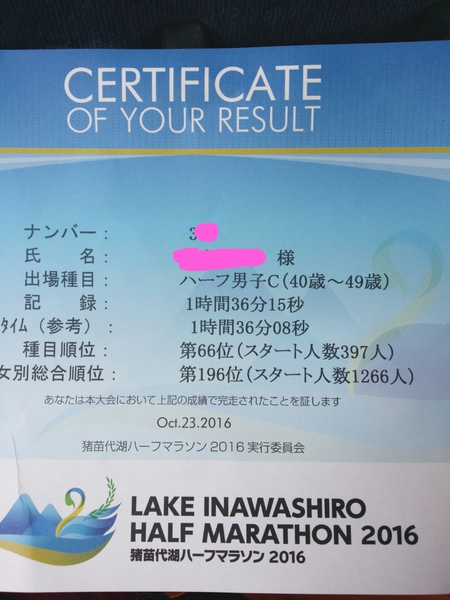 CERTIFICATE
OF YOUR RESULT
ナンバー： 3
氏　　名： 様
出場種目： ハーフ男子C（40歳～49歳）
記　　録： 1時間36分15秒
ﾀｲﾑ（参考）： 1時間36分08秒
種目順位： 第66位（スタート人数397人）
女別総合順位： 第196位（スタート人数1266人）
あなたは本大会において上記の成績で完走されたことを証します
Oct.23.2016
猪苗代湖ハーフマラソン2016 実行委員会
LAKE INAWASHIRO
HALF MARATHON 2016
猪苗代湖ハーフマラソン 2016